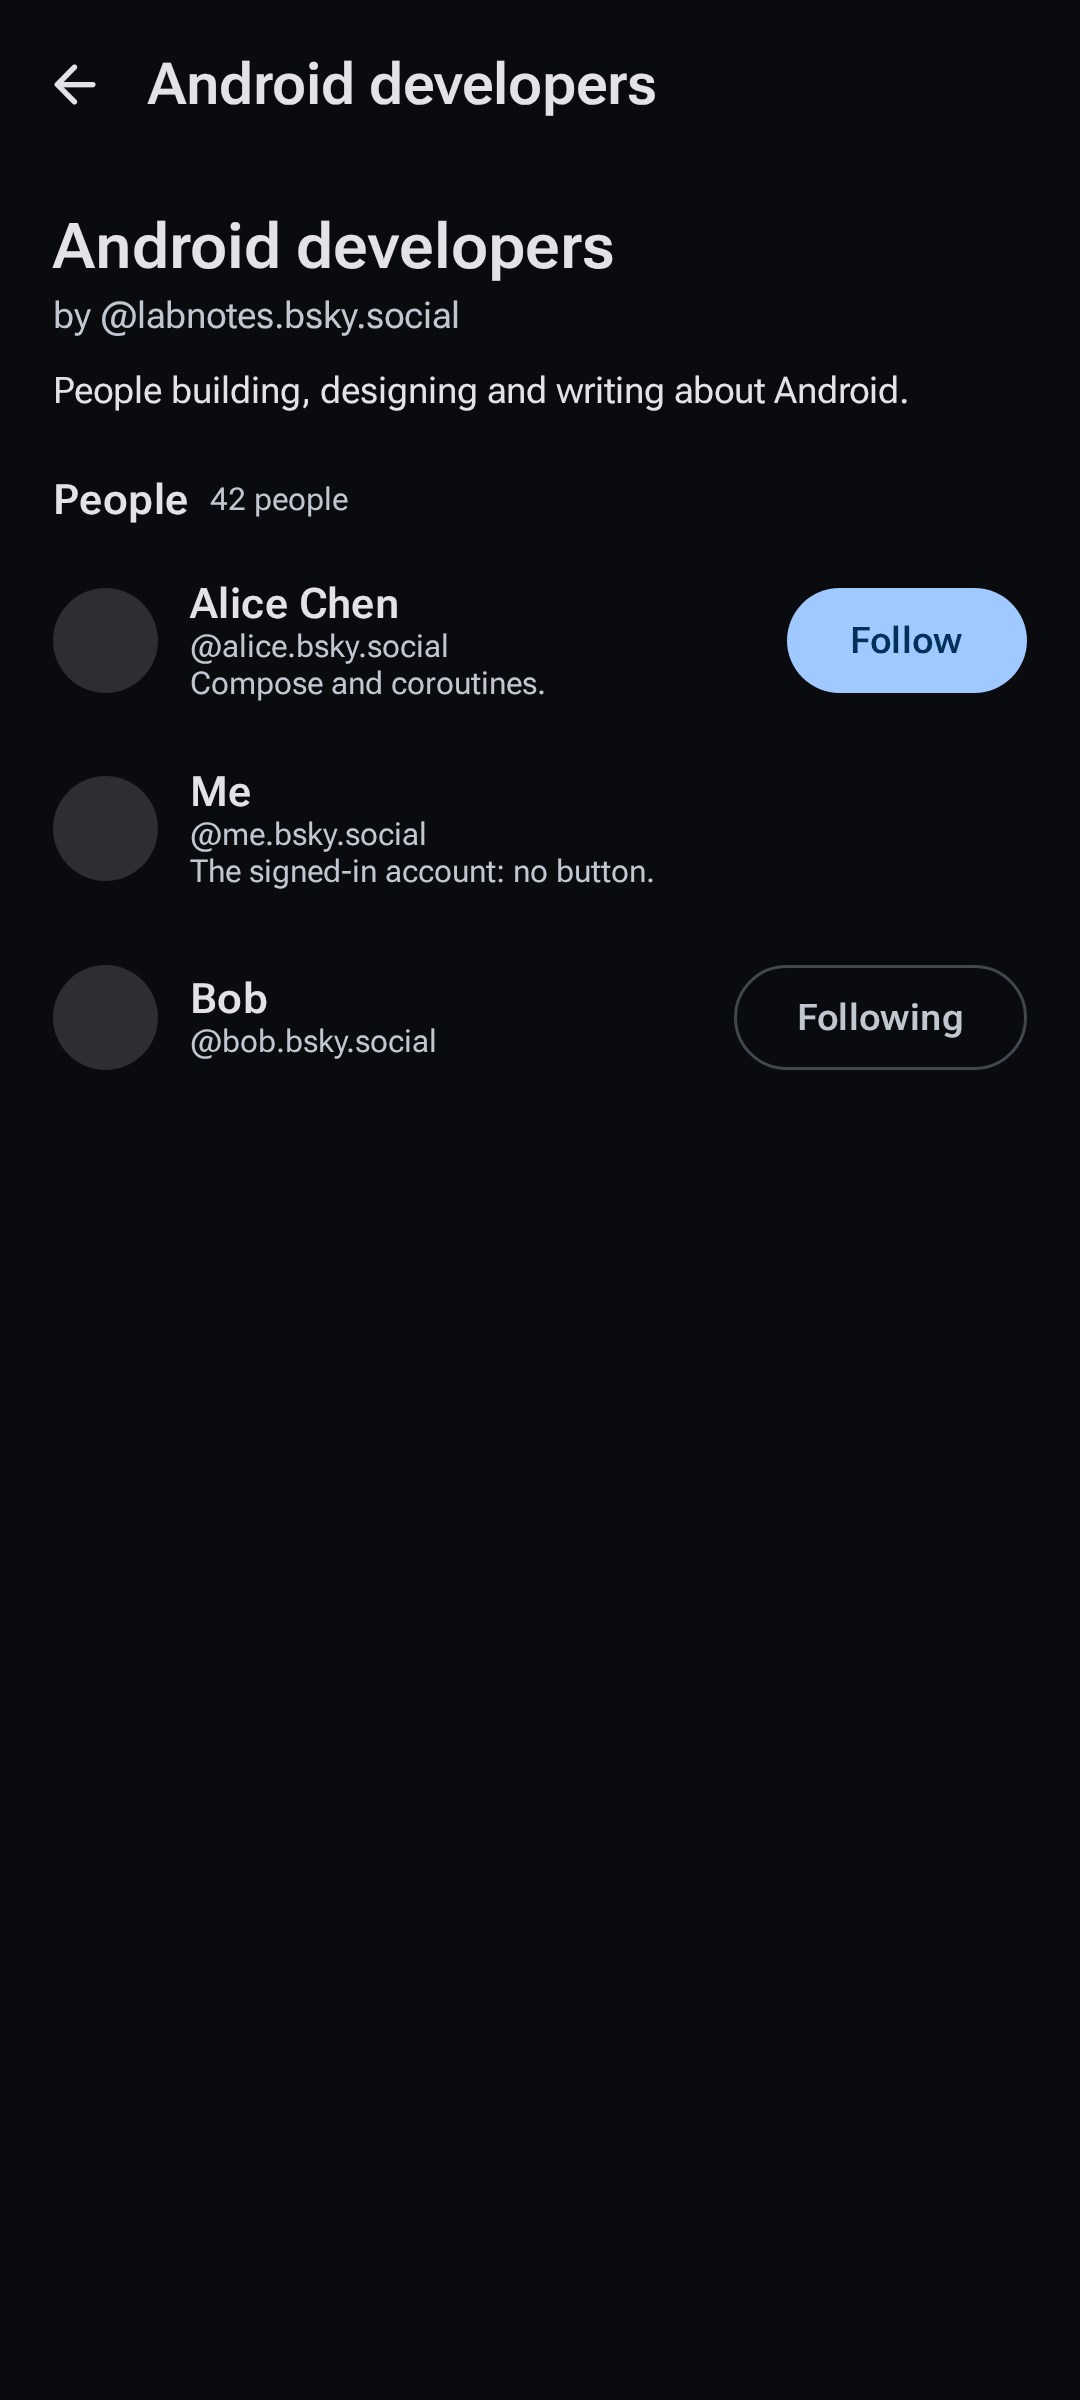 Android developers
Android developers
by @labnotes.bsky.social
People building, designing and writing about Android.
People 42 people
Alice Chen
@alice.bsky.social
Compose and coroutines.
Follow
Me
@me.bsky.social
The signed-in account: no button.
Bob
@bob.bsky.social
Following